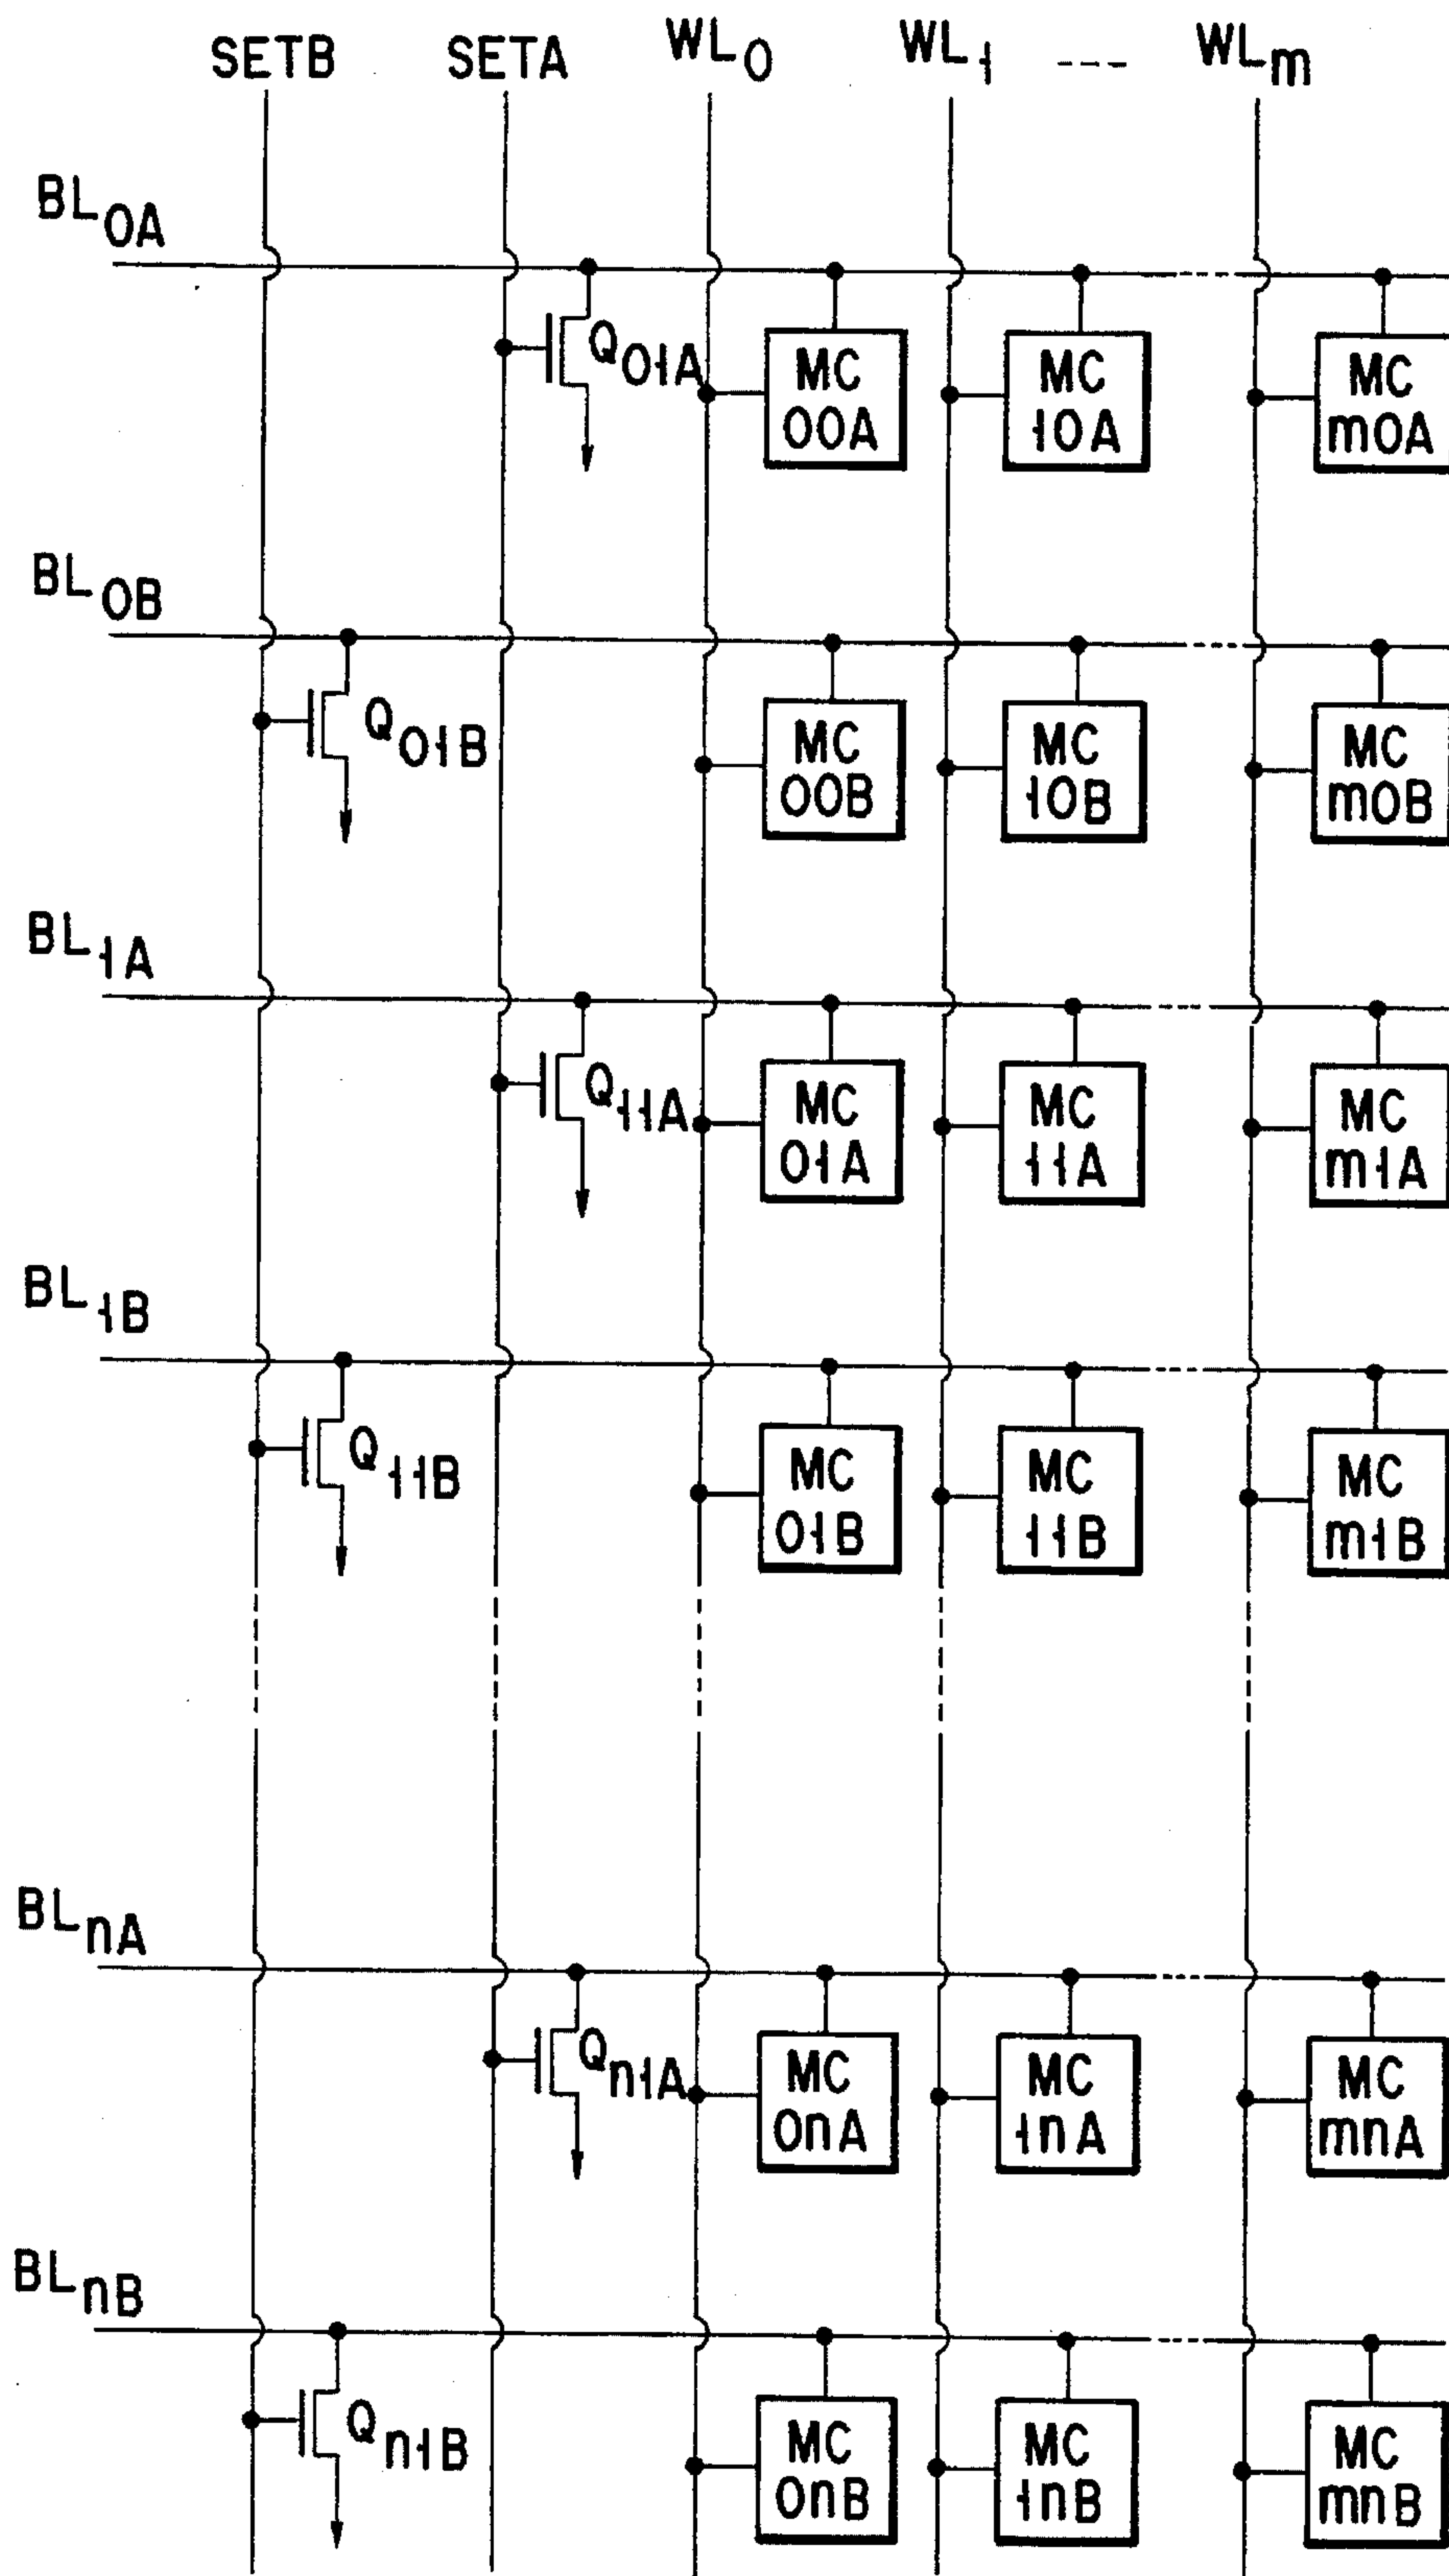 SETB SETA WL0 WL1 --- WLm
BL0A
Q01A
MC 00A
MC 10A
MC m0A
BL0B
Q01B
MC 00B
MC 10B
MC m0B
BL1A
Q11A
MC 01A
MC 11A
MC m1A
BL1B
Q11B
MC 01B
MC 11B
MC m1B
BLnA
Qn1A
MC 0nA
MC 1nA
MC mnA
BLnB
Qn1B
MC 0nB
MC 1nB
MC mnB